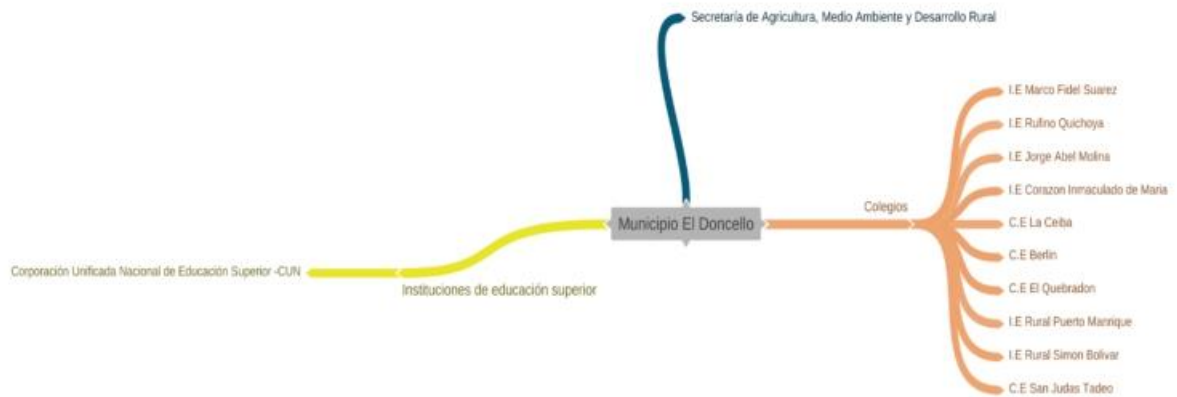 Secretaría de Agricultura, Medio Ambiente y Desarrollo Rural
I.E Marco Fidel Suarez
I.E Rufino Quichoya
I.E Jorge Abel Molina
I.E Corazon Inmaculado de Maria
Colegios
Municipio El Doncello
C.E La Ceiba
C.E Berlin
Corporación Unificada Nacional de Educación Superior -CUN
Instituciones de educación superior
C.E El Quebradon
I.E Rural Puerto Manrique
I.E Rural Simon Bolivar
C.E San Judas Tadeo